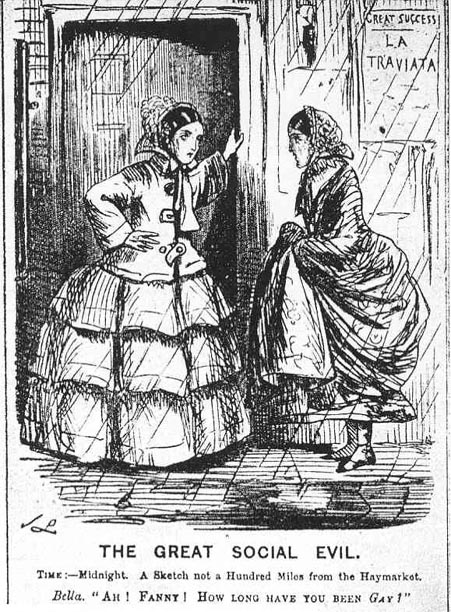 GREAT SUCCESS
LA
TRAVIATA
JL
THE GREAT SOCIAL EVIL.
TIME:—Midnight. A Sketch not a Hundred Miles from the Haymarket.
Bella. "AH! FANNY! HOW LONG HAVE YOU BEEN GAY?"